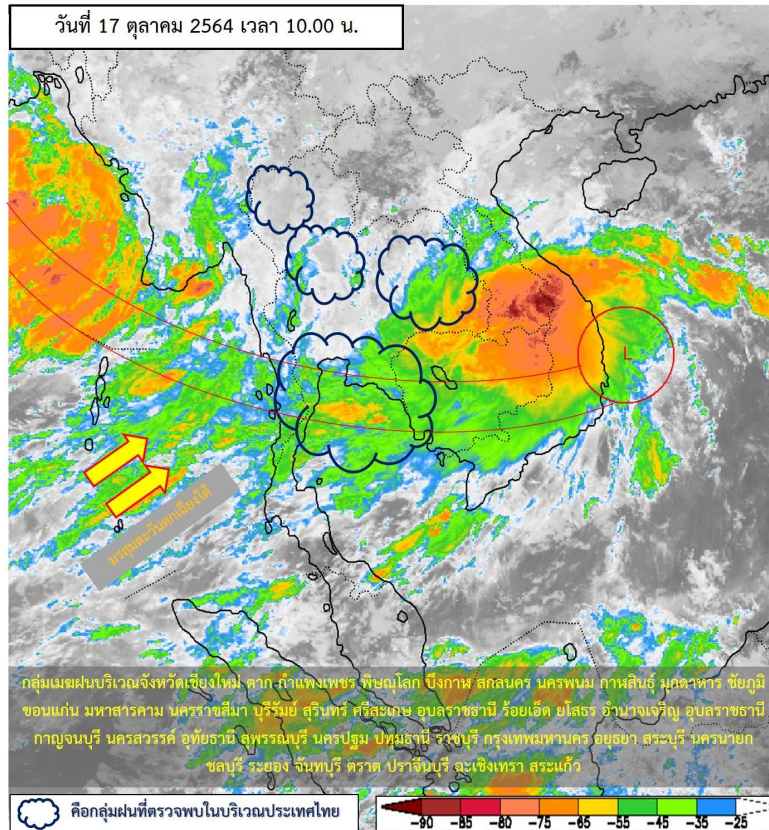 วันที่ 17 ตุลาคม 2564 เวลา 10.00 น.
L
มรสุมตะวันตกเฉียงใต้
กลุ่มเมฆฝนบริเวณจังหวัดเชียงใหม่ ตาก กำแพงเพชร พิษณุโลก บึงกาฬ สกลนคร นครพนม กาฬสินธุ์ มุกดาหาร ชัยภูมิ
ขอนแก่น มหาสารคาม นครราชสีมา บุรีรัมย์ สุรินทร์ ศรีสะเกษ อุบลราชธานี ร้อยเอ็ด ยโสธร อำนาจเจริญ อุบลราชธานี
กาญจนบุรี นครสวรรค์ อุทัยธานี สุพรรณบุรี นครปฐม ปทุมธานี ราชบุรี กรุงเทพมหานคร อยุธยา สระบุรี นครนายก
ชลบุรี ระยอง จันทบุรี ตราด ปราจีนบุรี ฉะเชิงเทรา สระแก้ว
คือกลุ่มฝนที่ตรวจพบในบริเวณประเทศไทย
-90 -85 -80 -75 -65 -55 -45 -35 -25